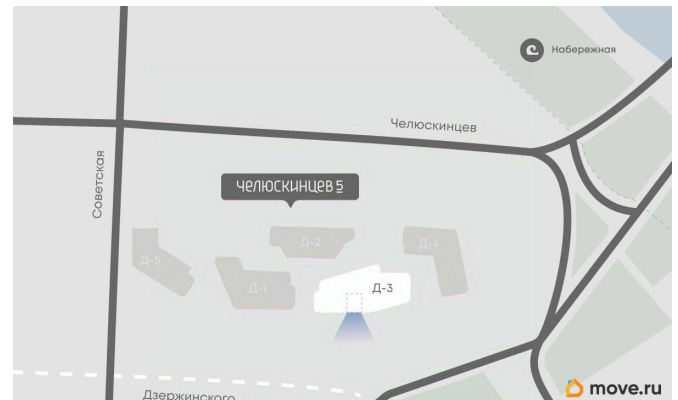 Набережная
Челюскинцев
Советская
челюскинцев 5
Д-2
Д-4
Д-5
Д-1
Д-3
Дзержинского
move.ru